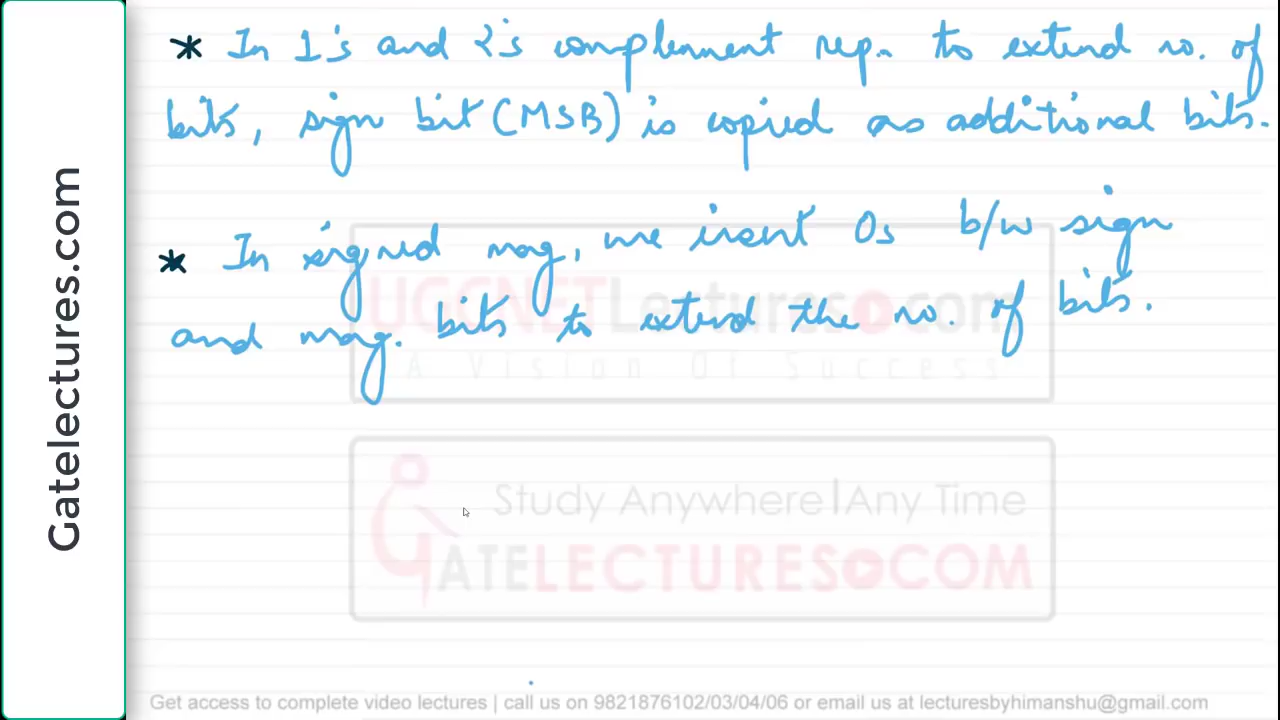 Gatelectures.com
* In 1's and 2's complement rep. to extend no. of
bits, sign bit (MSB) is copied as additional bits.
* In signed mag, we insert 0s b/w sign
and mag. bits to extend the no. of bits.
UGCNETLectures.com
A Vision Of Success
Study Anywhere|Any Time
GATELECTURES.COM
Get access to complete video lectures | call us on 9821876102/03/04/06 or email us at lecturesbyhimanshu@gmail.com